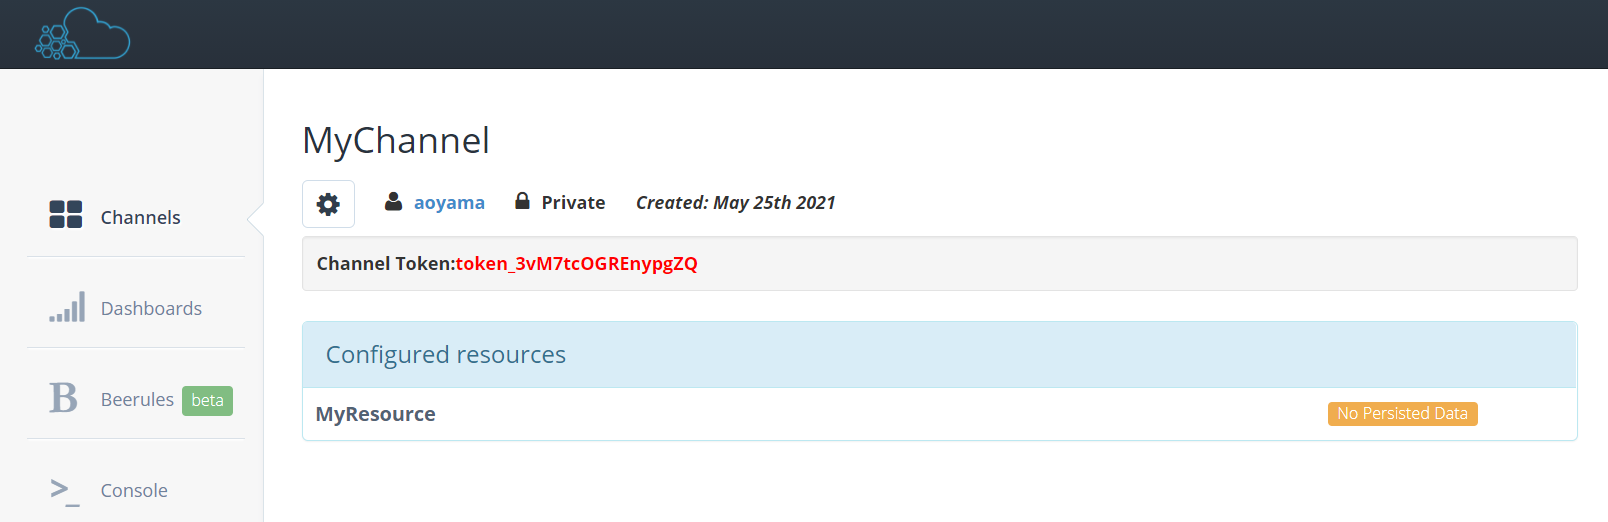 MyChannel
aoyama Private Created: May 25th 2021
Channel Token:token_3vM7tcOGREnypgZQ
Channels
Dashboards
Beerules beta
Console
Configured resources
MyResource No Persisted Data